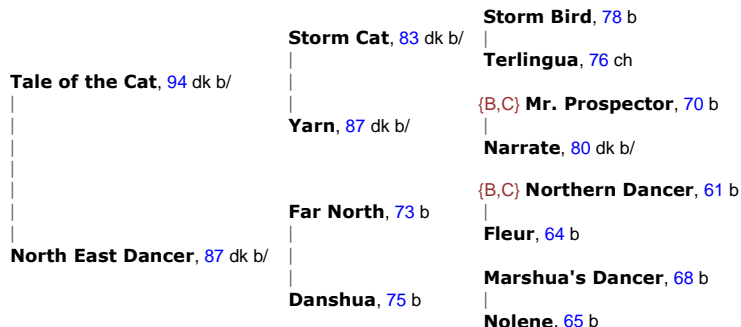 Storm Bird, 78 b
Storm Cat, 83 dk b/
Terlingua, 76 ch
Tale of the Cat, 94 dk b/
{B,C} Mr. Prospector, 70 b
Yarn, 87 dk b/
Narrate, 80 dk b/
{B,C} Northern Dancer, 61 b
Far North, 73 b
Fleur, 64 b
North East Dancer, 87 dk b/
Marshua's Dancer, 68 b
Danshua, 75 b
Nolene, 65 b